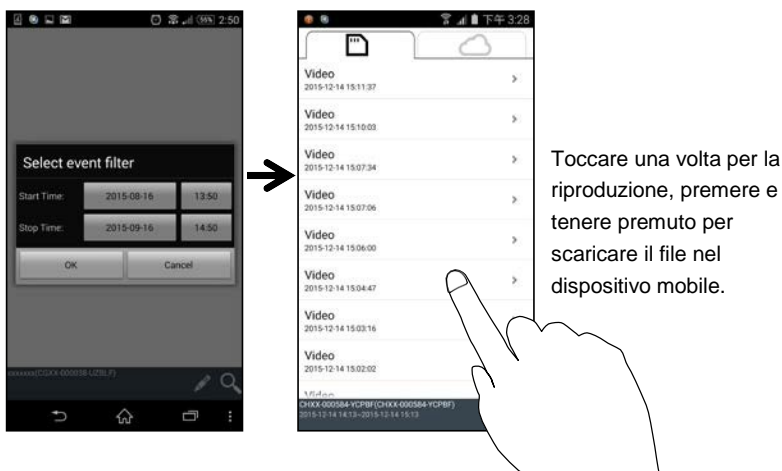 2:50
Select event filter
Start Time: 2015-08-16 13:50
Stop Time: 2015-09-16 14:50
OK Cancel
下午 3:28
Video
2015-12-14 15:11:37
Video
2015-12-14 15:10:03
Video
2015-12-14 15:07:34
Video
2015-12-14 15:07:06
Video
2015-12-14 15:06:00
Video
2015-12-14 15:04:47
Video
2015-12-14 15:03:16
Video
2015-12-14 15:02:02
Video
CHXX-000584-YCPBF(CHXX-000584-YCPBF)
2015-12-14 14:13~2015-12-14 15:13
Toccare una volta per la
riproduzione, premere e
tenere premuto per
scaricare il file nel
dispositivo mobile.